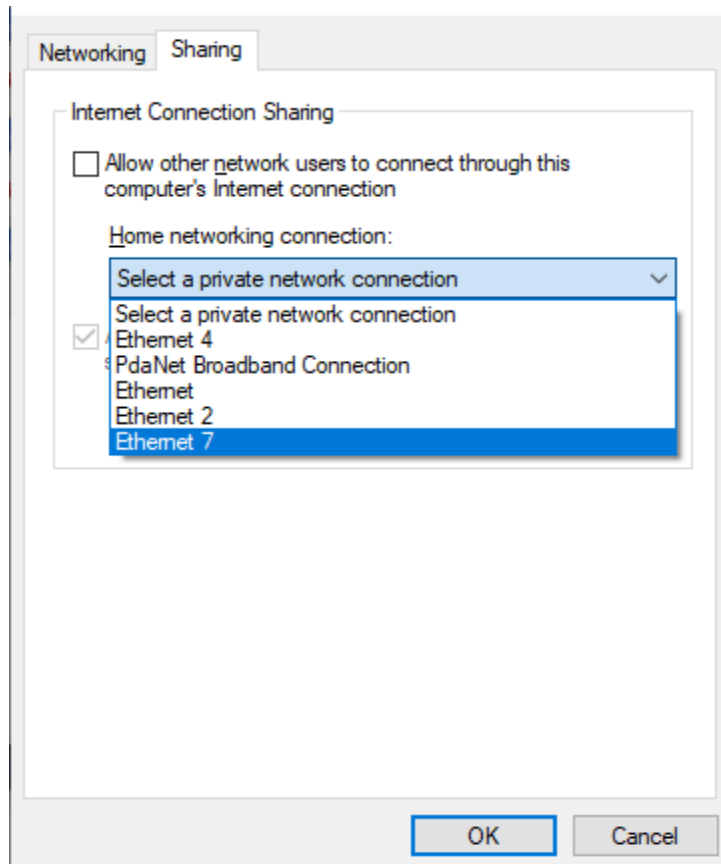 Networking
Sharing
Internet Connection Sharing
Allow other network users to connect through this
computer's Internet connection
Home networking connection:
Select a private network connection
Select a private network connection
Ethernet 4
PdaNet Broadband Connection
Ethernet
Ethernet 2
Ethernet 7
OK
Cancel